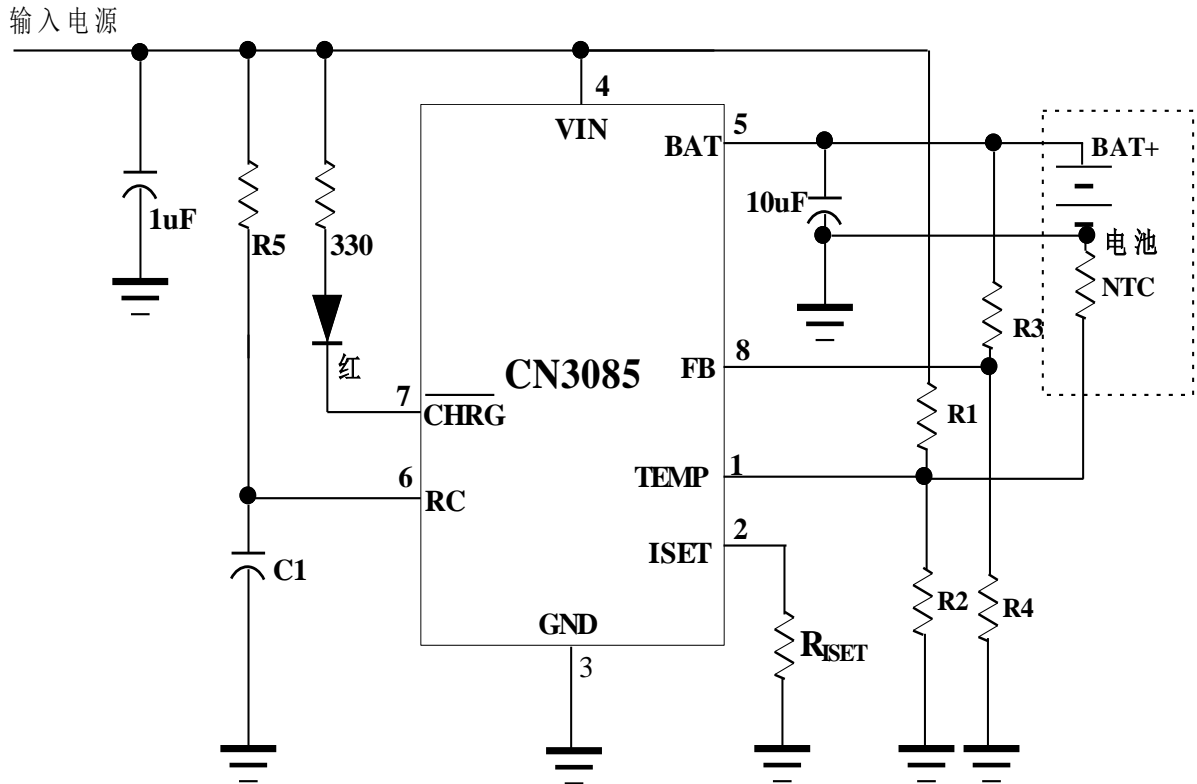 输入电源
4
VIN
5
BAT
BAT+
1uF
R5
330
10uF
电池
NTC
R3
红
8
FB
CN3085
7
CHRG
R1
6
RC
1
TEMP
2
ISET
C1
R2
R4
GND
RISET
3